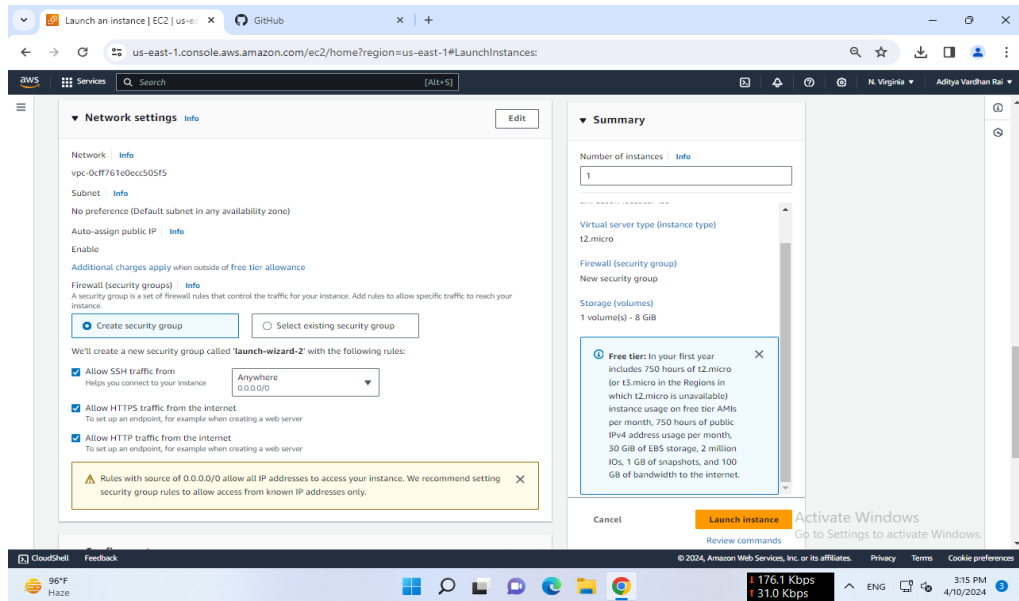 Launch an instance | EC2 | us-ea
GitHub
us-east-1.console.aws.amazon.com/ec2/home?region=us-east-1#LaunchInstances:
aws
Services
Search
[Alt+S]
N. Virginia
Aditya Vardhan Rai
Network settings Info
Edit
Network Info
vpc-0cff761e0ecc505f5
Subnet Info
No preference (Default subnet in any availability zone)
Auto-assign public IP Info
Enable
Additional charges apply when outside of free tier allowance
Firewall (security groups) Info
A security group is a set of firewall rules that control the traffic for your instance. Add rules to allow specific traffic to reach your
instance.
Create security group
Select existing security group
We'll create a new security group called 'launch-wizard-2' with the following rules:
Allow SSH traffic from
Helps you connect to your instance
Anywhere
0.0.0.0/0
Allow HTTPS traffic from the internet
To set up an endpoint, for example when creating a web server
Allow HTTP traffic from the internet
To set up an endpoint, for example when creating a web server
Rules with source of 0.0.0.0/0 allow all IP addresses to access your instance. We recommend setting
security group rules to allow access from known IP addresses only.
Summary
Number of instances Info
1
Virtual server type (instance type)
t2.micro
Firewall (security group)
New security group
Storage (volumes)
1 volume(s) - 8 GiB
Free tier: In your first year
includes 750 hours of t2.micro
(or t3.micro in the Regions in
which t2.micro is unavailable)
instance usage on free tier AMIs
per month, 750 hours of public
IPv4 address usage per month,
30 GiB of EBS storage, 2 million
IOs, 1 GB of snapshots, and 100
GB of bandwidth to the internet.
Cancel
Launch instance
Review commands
Activate Windows
Go to Settings to activate Windows.
CloudShell
Feedback
© 2024, Amazon Web Services, Inc. or its affiliates.
Privacy
Terms
Cookie preferences
96°F
Haze
176.1 Kbps
31.0 Kbps
ENG
3:15 PM
4/10/2024
3